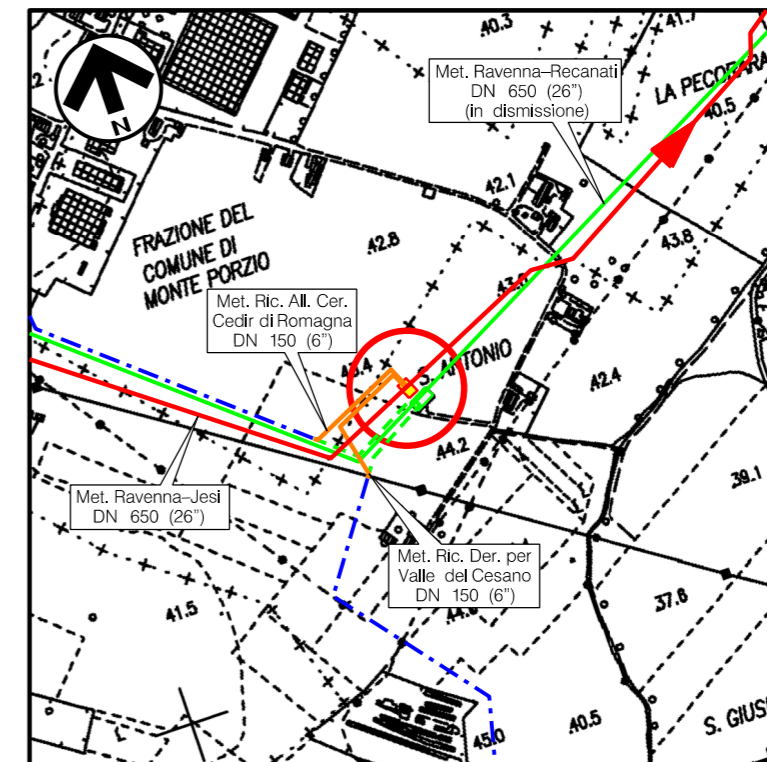 40.3
41.7
Met. Ravenna–Recanati
DN 650 (26")
(in dismissione)
LA PECORARA
40.5
N
42.1
FRAZIONE DEL
COMUNE DI
MONTE PORZIO
42.8
43.8
Met. Ric. All. Cer.
Cedir di Romagna
DN 150 (6")
S. ANTONIO
42.4
44.2
39.1
Met. Ravenna–Jesi
DN 650 (26")
Met. Ric. Der. per
Valle del Cesano
DN 150 (6")
41.5
37.8
40.5
45.0
S. GIUS